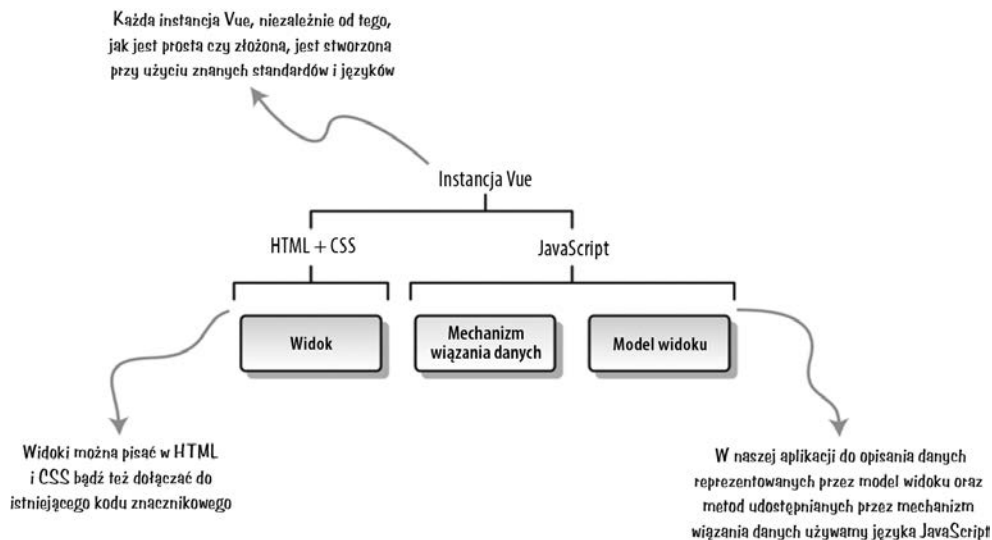 Każda instancja Vue, niezależnie od tego,
jak jest prosta czy złożona, jest stworzona
przy użyciu znanych standardów i języków
Instancja Vue
HTML + CSS
JavaScript
Widok
Mechanizm
wiązania danych
Model widoku
Widoki można pisać w HTML
i CSS bądź też dołączać do
istniejącego kodu znacznikowego
W naszej aplikacji do opisania danych
reprezentowanych przez model widoku oraz
metod udostępnianych przez mechanizm
wiązania danych używamy języka JavaScript